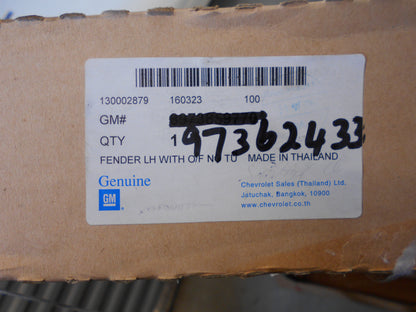 130002879 160323 100
GM#
QTY 1 97362433
FENDER LH WITH O/F NO TU MADE IN THAILAND
Genuine
GM
Chevrolet Sales (Thailand) Ltd.
Jatuchak, Bangkok, 10900
www.chevrolet.co.th